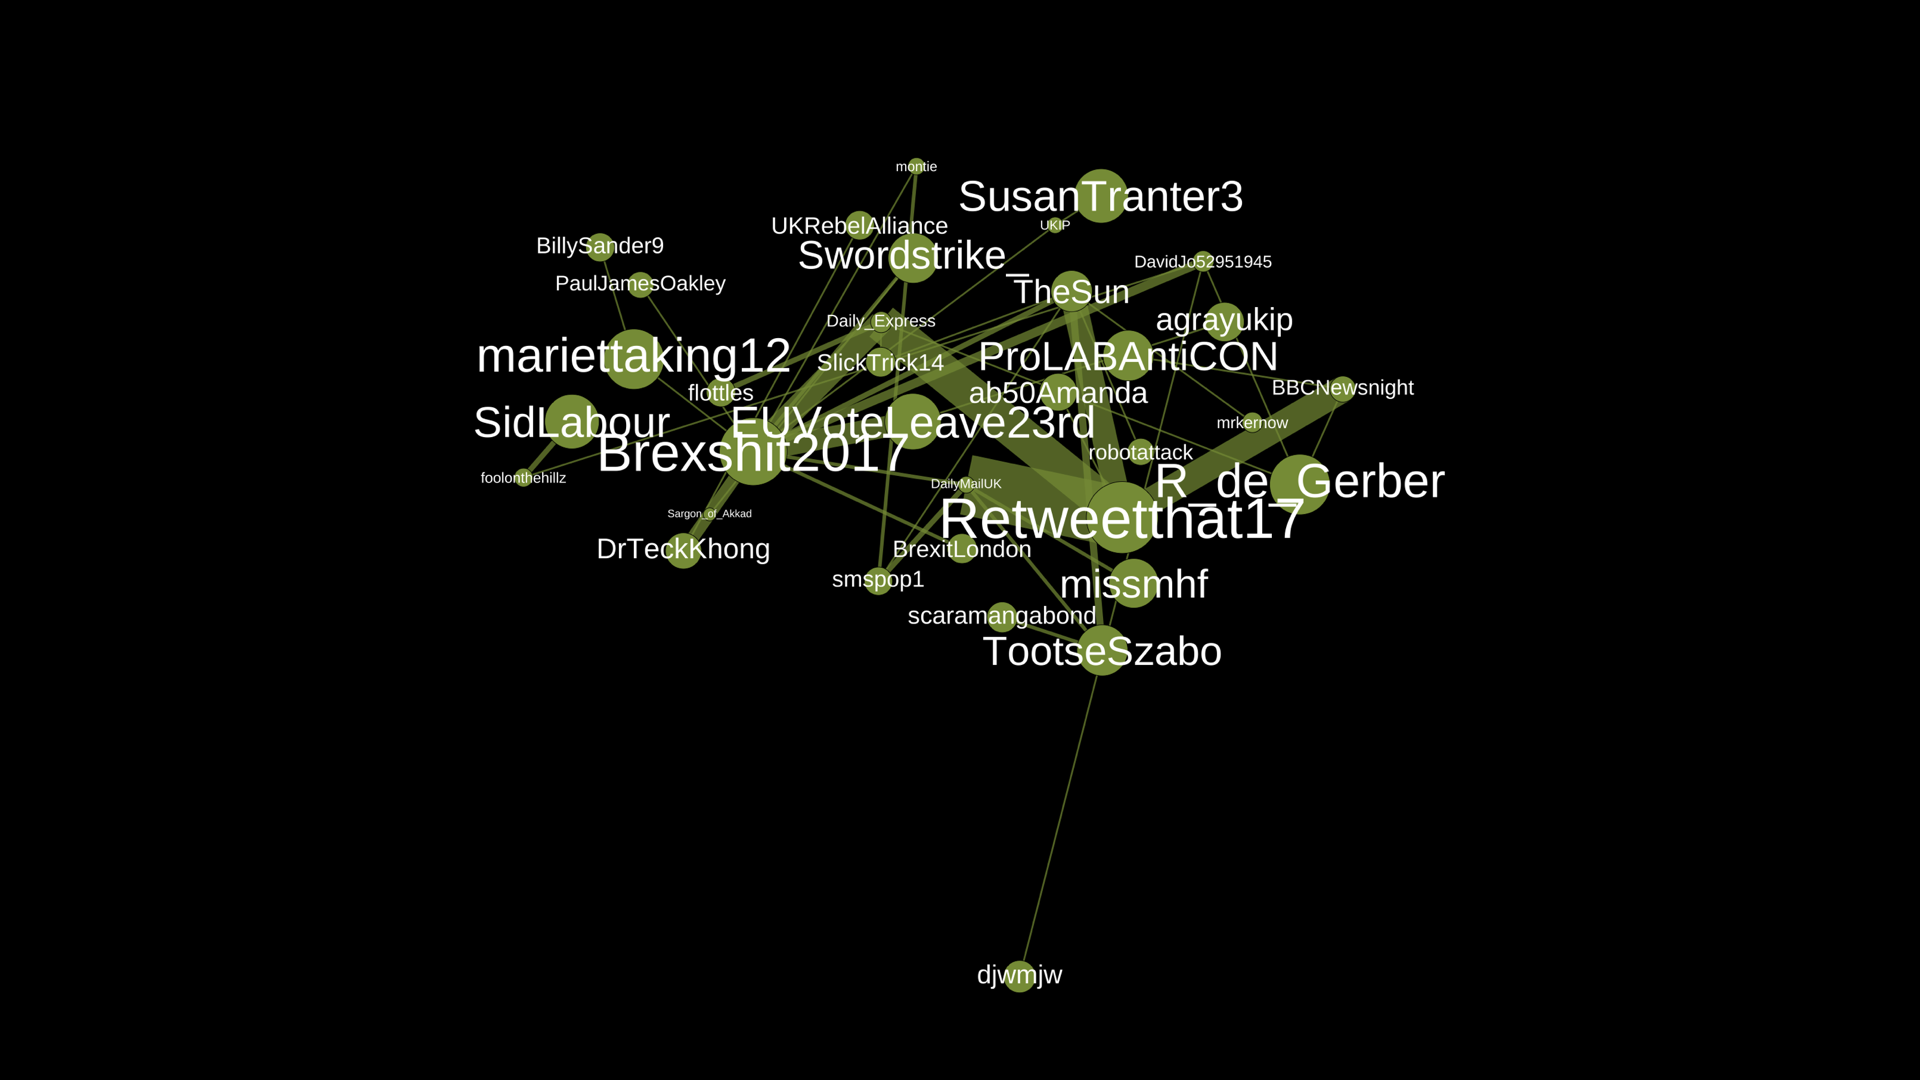 montie
SusanTranter3
UKRebelAlliance
UKIP
BillySander9
Swordstrike_
DavidJo52951945
PaulJamesOakley
TheSun
Daily_Express
agrayukip
mariettaking12
SlickTrick14
ProLABAntiCON
BBCNewsnight
flottles
ab50Amanda
SidLabour
EUVoteLeave23rd
mrkernow
Brexshit2017
robotattack
foolonthehillz
DailyMailUK
R_de_Gerber
Sargon_of_Akkad
Retweetthat17
DrTeckKhong
BrexitLondon
smspop1
missmhf
scaramangabond
TootseSzabo
djwmjw